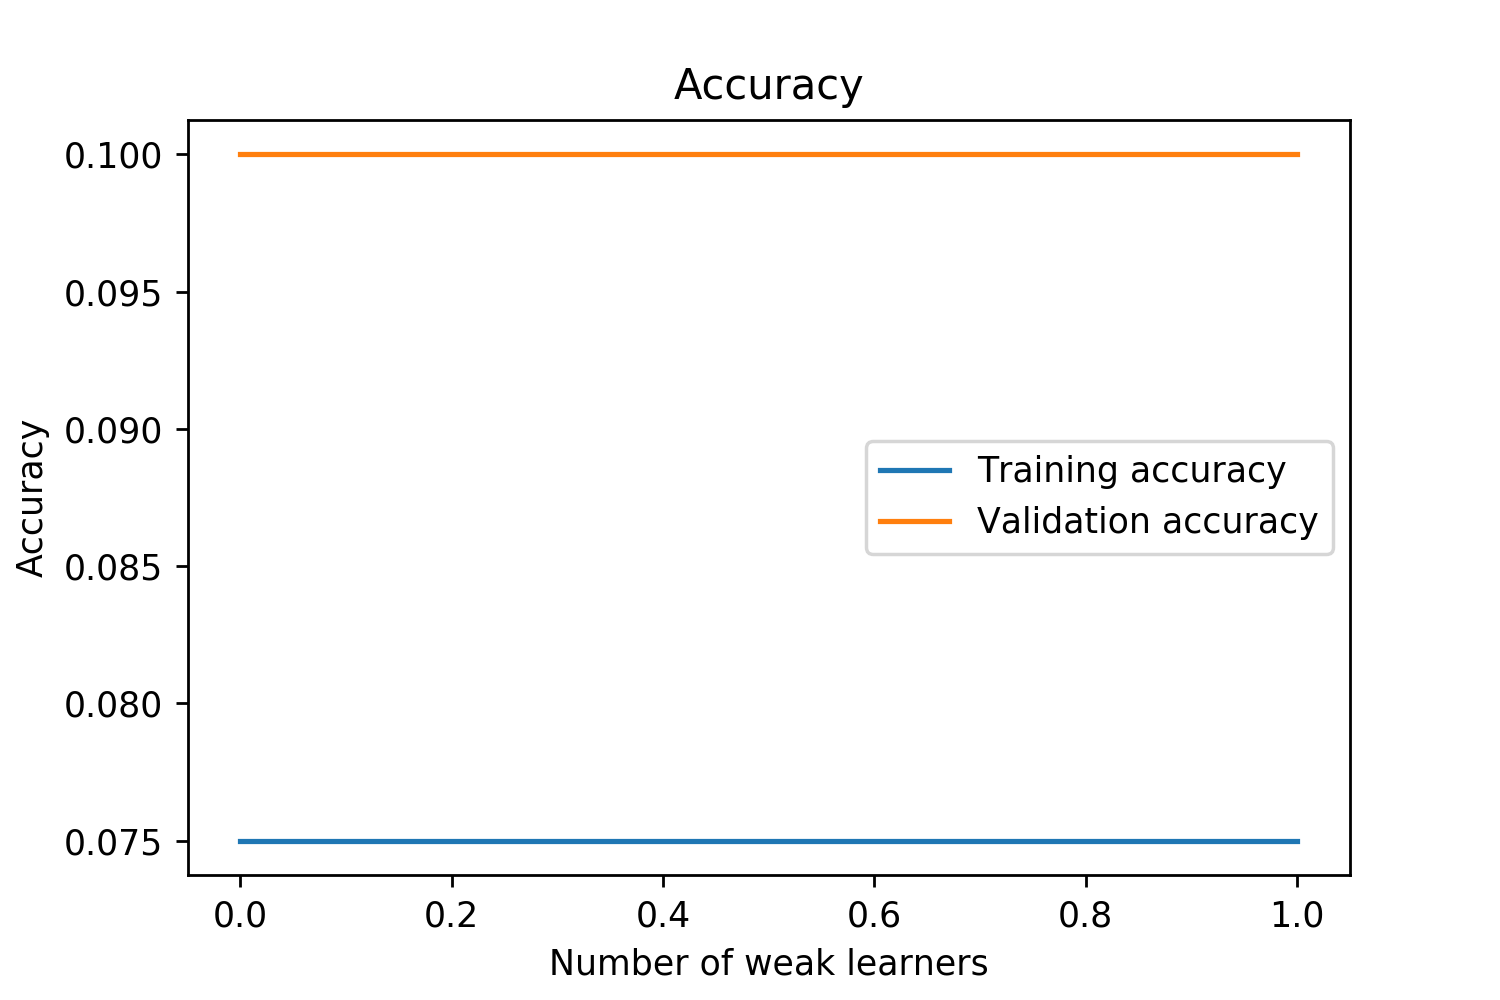 Accuracy
0.100
0.095
0.090
0.085
0.080
0.075
Accuracy
Training accuracy
Validation accuracy
0.0 0.2 0.4 0.6 0.8 1.0
Number of weak learners